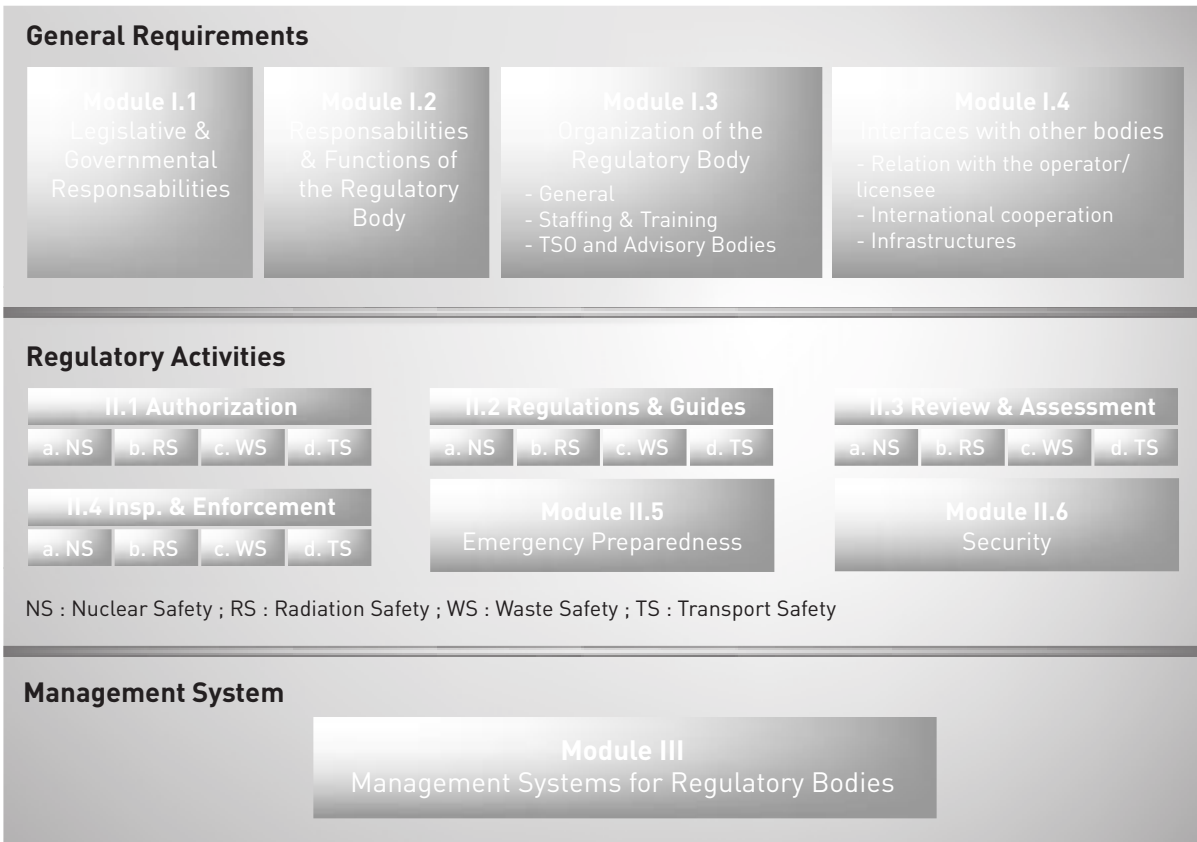 General Requirements
Module I.1
Legislative &
Governmental
Responsabilities
Module I.2
Responsabilities
& Functions of
the Regulatory
Body
Module I.3
Organization of the
Regulatory Body
- General
- Staffing & Training
- TSO and Advisory Bodies
Module I.4
Interfaces with other bodies
- Relation with the operator/
licensee
- International cooperation
- Infrastructures
Regulatory Activities
II.1 Authorization
a. NS b. RS c. WS d. TS
II.2 Regulations & Guides
a. NS b. RS c. WS d. TS
II.3 Review & Assessment
a. NS b. RS c. WS d. TS
II.4 Insp. & Enforcement
a. NS b. RS c. WS d. TS
Module II.5
Emergency Preparedness
Module II.6
Security
NS : Nuclear Safety ; RS : Radiation Safety ; WS : Waste Safety ; TS : Transport Safety
Management System
Module III
Management Systems for Regulatory Bodies